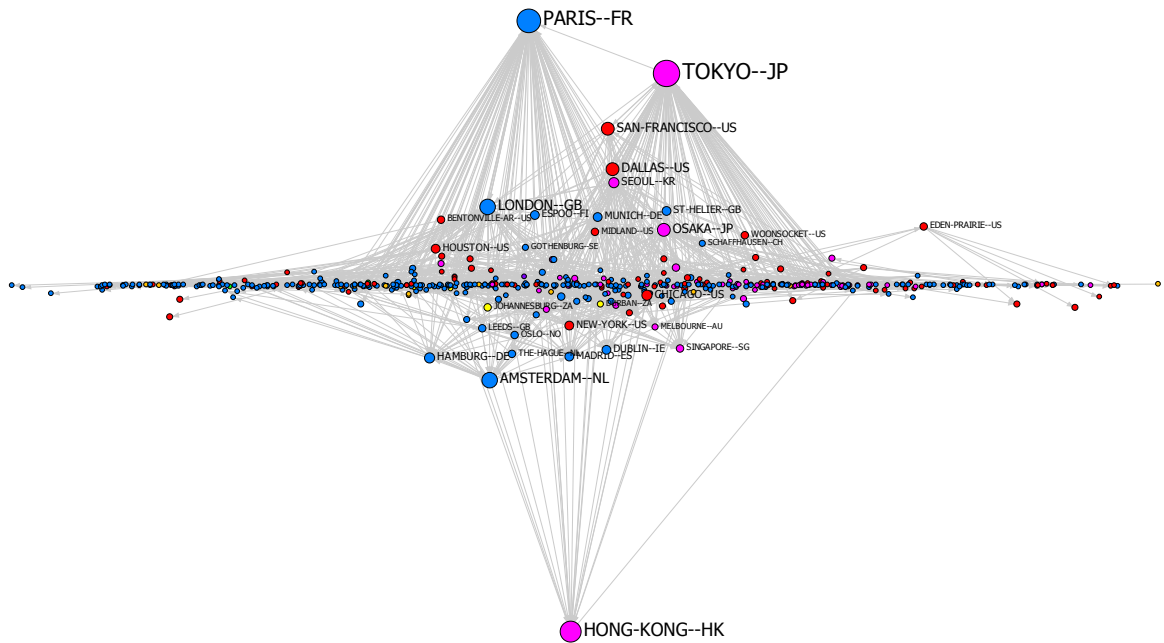 PARIS--FR
TOKYO--JP
SAN-FRANCISCO--US
DALLAS--US
SEOUL--KR
LONDON--GB
ESPOO--FI
MUNICH--DE
ST-HELIER--GB
BENTONVILLE-AR--US
MIDLAND--US
OSAKA--JP
WOONSOCKET--US
EDEN-PRAIRIE--US
HOUSTON--US
GOTHENBURG--SE
SCHAFFHAUSEN--CH
CHICAGO--US
JOHANNESBURG--ZA
DURBAN--ZA
LEEDS--GB
OSLO--NO
NEW-YORK--US
MELBOURNE--AU
HAMBURG--DE
THE-HAGUE--NL
MADRID--ES
DUBLIN--IE
SINGAPORE--SG
AMSTERDAM--NL
HONG-KONG--HK